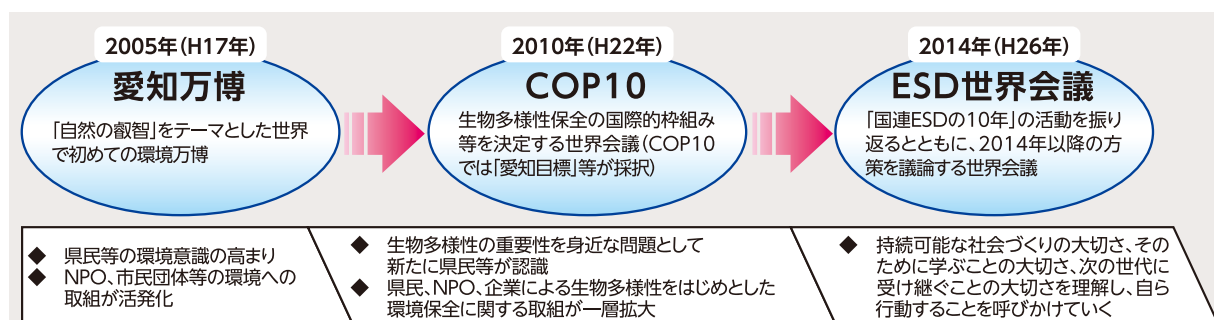 2005年(H17年)
愛知万博
「自然の叡智」をテーマとした世界
で初めての環境万博
2010年(H22年)
COP10
生物多様性保全の国際的枠組み
等を決定する世界会議(COP10
では「愛知目標」等が採択)
2014年(H26年)
ESD世界会議
「国連ESDの10年」の活動を振り
返るとともに、2014年以降の方
策を議論する世界会議
◆ 県民等の環境意識の高まり
◆ NPO、市民団体等の環境への
取組が活発化
◆ 生物多様性の重要性を身近な問題として
新たに県民等が認識
◆ 県民、NPO、企業による生物多様性をはじめとした
環境保全に関する取組が一層拡大
◆ 持続可能な社会づくりの大切さ、その
ために学ぶことの大切さ、次の世代に
受け継ぐことの大切さを理解し、自ら
行動することを呼びかけていく